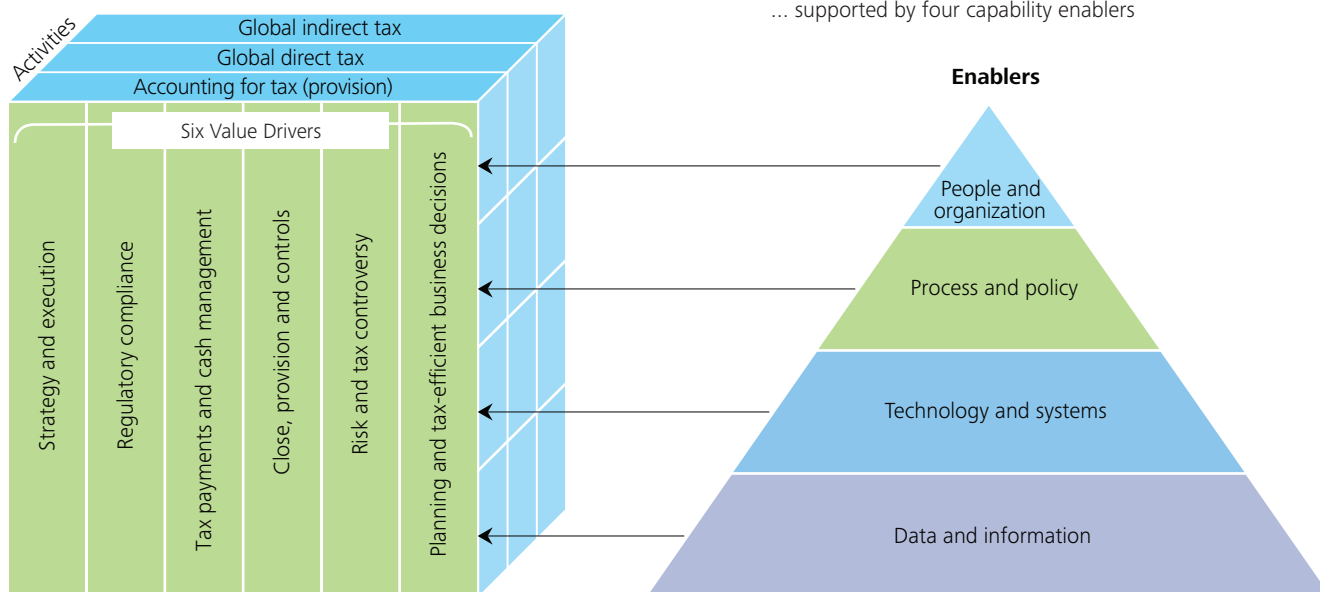 ... supported by four capability enablers
Activities
Global indirect tax
Global direct tax
Accounting for tax (provision)
Six Value Drivers
Strategy and execution
Regulatory compliance
Tax payments and cash management
Close, provision and controls
Risk and tax controversy
Planning and tax-efficient business decisions
Enablers
People and
organization
Process and policy
Technology and systems
Data and information